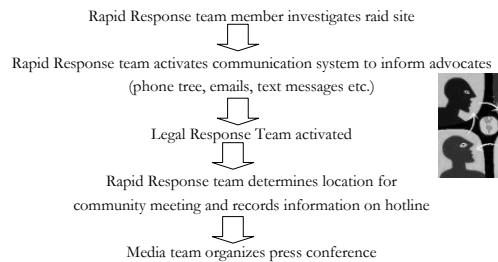 Rapid Response team member investigates raid site
Rapid Response team activates communication system to inform advocates
(phone tree, emails, text messages etc.)
Legal Response Team activated
Rapid Response team determines location for
community meeting and records information on hotline
Media team organizes press conference